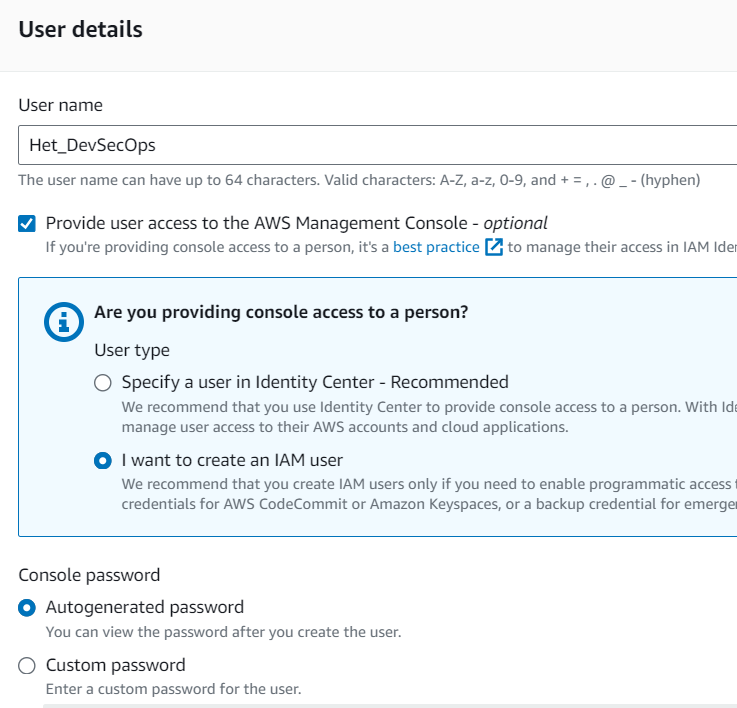 User details
User name
Het_DevSecOps
The user name can have up to 64 characters. Valid characters: A-Z, a-z, 0-9, and + = , . @ _ - (hyphen)
Provide user access to the AWS Management Console - optional
If you're providing console access to a person, it's a best practice to manage their access in IAM
Are you providing console access to a person?
User type
Specify a user in Identity Center - Recommended
We recommend that you use Identity Center to provide console access to a person. With
manage user access to their AWS accounts and cloud applications.
I want to create an IAM user
We recommend that you create IAM users only if you need to enable programmatic access
credentials for AWS CodeCommit or Amazon Keyspaces, or a backup credential for
Console password
Autogenerated password
You can view the password after you create the user.
Custom password
Enter a custom password for the user.